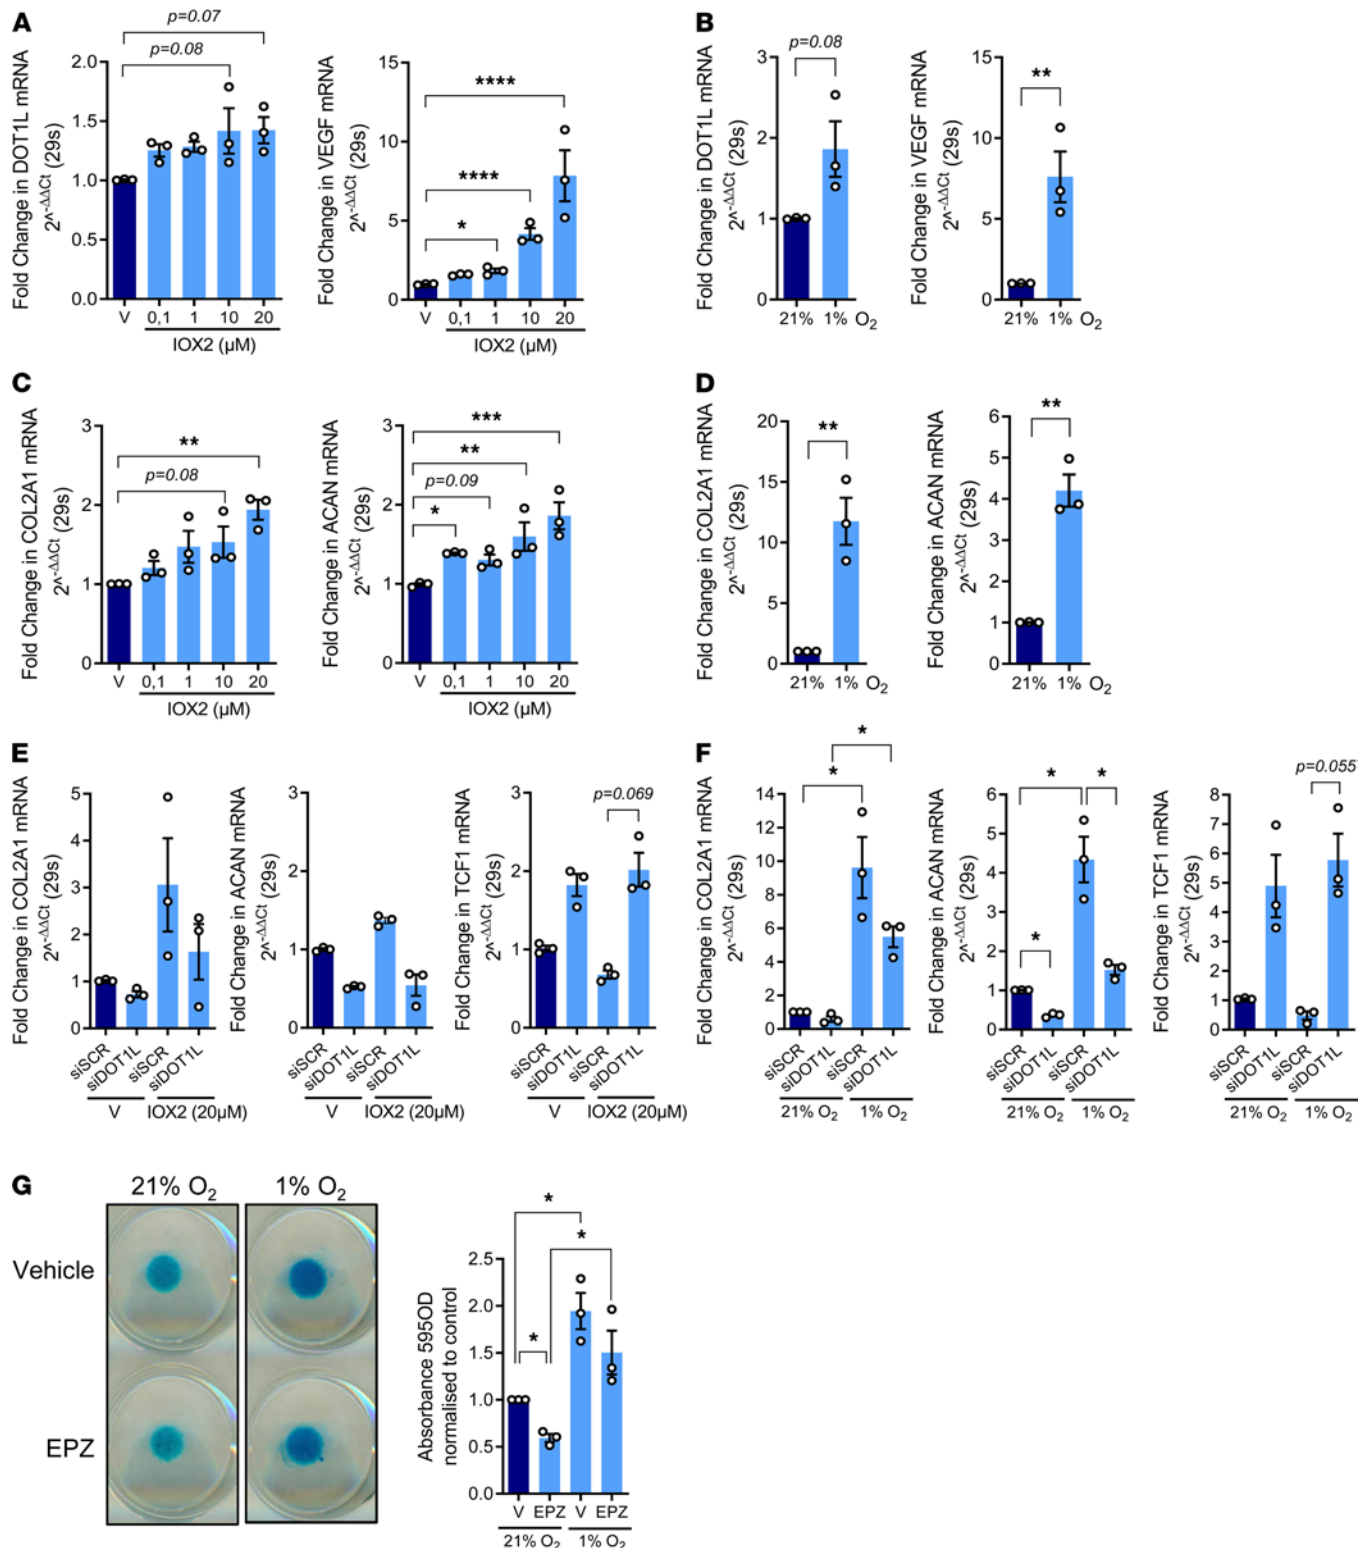 A
Fold Change in DOT1L mRNA
2^-ΔΔCt (29s)
p=0.07
p=0.08
2.0
1.5
1.0
0.5
0.0
V 0,1 1 10 20
IOX2 (µM)
Fold Change in VEGF mRNA
2^-ΔΔCt (29s)
****
****
*
15
10
5
0
V 0,1 1 10 20
IOX2 (µM)
B
Fold Change in DOT1L mRNA
2^-ΔΔCt (29s)
p=0.08
3
2
1
0
21% 1% O2
Fold Change in VEGF mRNA
2^-ΔΔCt (29s)
**
15
10
5
0
21% 1% O2
C
Fold Change in COL2A1 mRNA
2^-ΔΔCt (29s)
**
p=0.08
3
2
1
0
V 0,1 1 10 20
IOX2 (µM)
Fold Change in ACAN mRNA
2^-ΔΔCt (29s)
***
**
p=0.09
*
3
2
1
0
V 0,1 1 10 20
IOX2 (µM)
D
Fold Change in COL2A1 mRNA
2^-ΔΔCt (29s)
**
20
15
10
5
0
21% 1% O2
Fold Change in ACAN mRNA
2^-ΔΔCt (29s)
**
6
5
4
3
2
1
0
21% 1% O2
E
Fold Change in COL2A1 mRNA
2^-ΔΔCt (29s)
5
4
3
2
1
0
siSCR siDOT1L siSCR siDOT1L
V IOX2 (20µM)
Fold Change in ACAN mRNA
2^-ΔΔCt (29s)
3
2
1
0
siSCR siDOT1L siSCR siDOT1L
V IOX2 (20µM)
Fold Change in TCF1 mRNA
2^-ΔΔCt (29s)
p=0.069
3
2
1
0
siSCR siDOT1L siSCR siDOT1L
V IOX2 (20µM)
F
Fold Change in COL2A1 mRNA
2^-ΔΔCt (29s)
*
*
14
12
10
8
6
4
2
0
siSCR siDOT1L siSCR siDOT1L
21% O2 1% O2
Fold Change in ACAN mRNA
2^-ΔΔCt (29s)
* *
*
6
5
4
3
2
1
0
siSCR siDOT1L siSCR siDOT1L
21% O2 1% O2
Fold Change in TCF1 mRNA
2^-ΔΔCt (29s)
p=0.055
8
7
6
5
4
3
2
1
0
siSCR siDOT1L siSCR siDOT1L
21% O2 1% O2
G
21% O2 1% O2
Vehicle
EPZ
Absorbance 595OD
normalised to control
*
*
*
2.5
2.0
1.5
1.0
0.5
0.0
V EPZ V EPZ
21% O2 1% O2